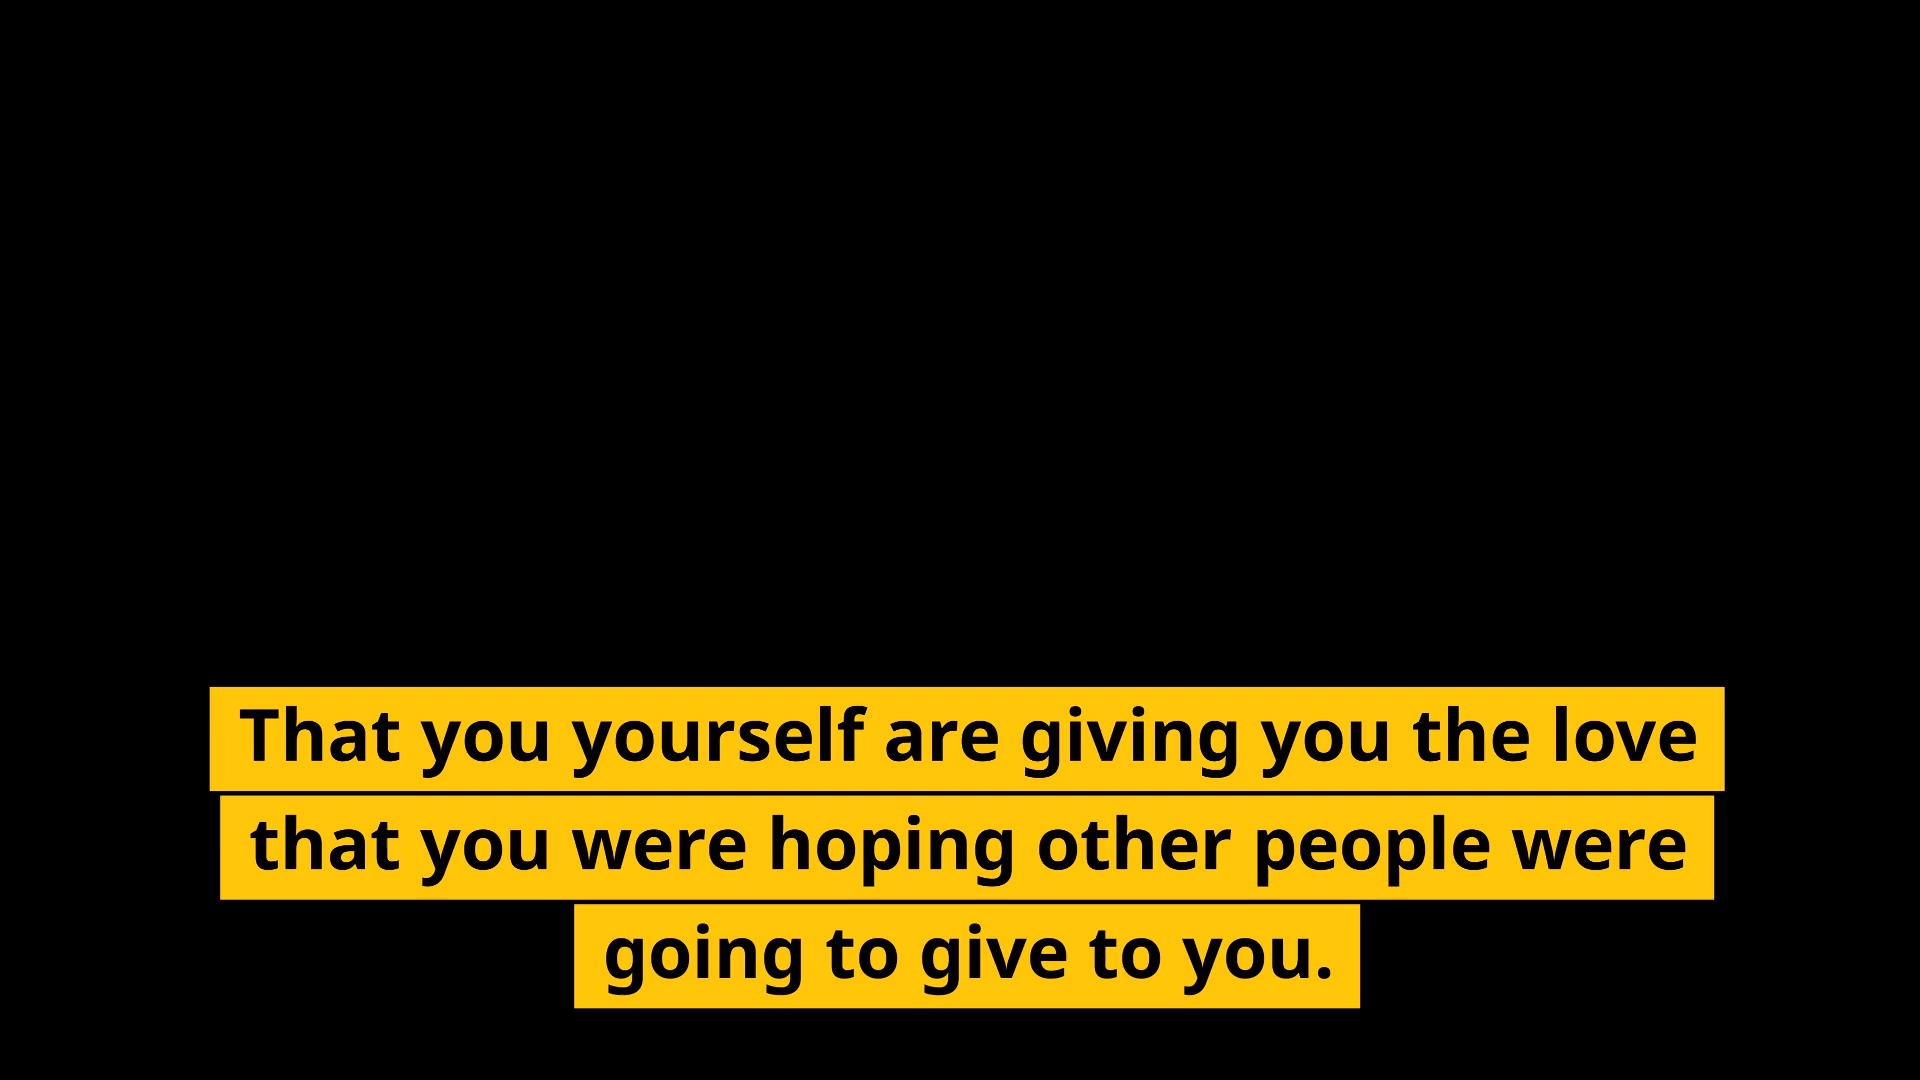 That you yourself are giving you the love
that you were hoping other people were
going to give to you.